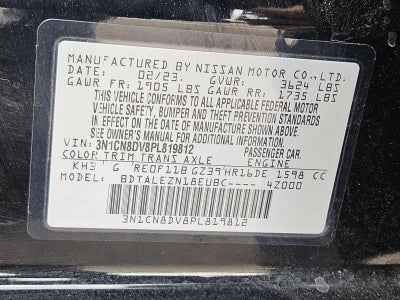 MANUFACTURED BY NISSAN MOTOR CO., LTD.
DATE: 02/23. GVWR: 3624 LBS
GAWR FR: 1905 LBS GAWR RR: 1735 LBS
THIS VEHICLE CONFORMS TO ALL APPLICABLE FEDERAL MOTOR
VEHICLE SAFETY, BUMPER AND THEFT PREVENTION STANDARDS
IN EFFECT ON THE DATE OF MANUFACTURE SHOWN ABOVE.
SEE OWNER'S MANUAL FOR ADDITIONAL INFORMATION
VIN: 3N1CN8DV8PL819812 PASSENGER CAR
COLOR TRIM TRANS AXLE ENGINE
KH3 G RE0F11B GZ39 HR16DE 1598 CC
MODEL: BDTALEZN18EUBC---- 4Z000
3N1CN8DV8PL819812